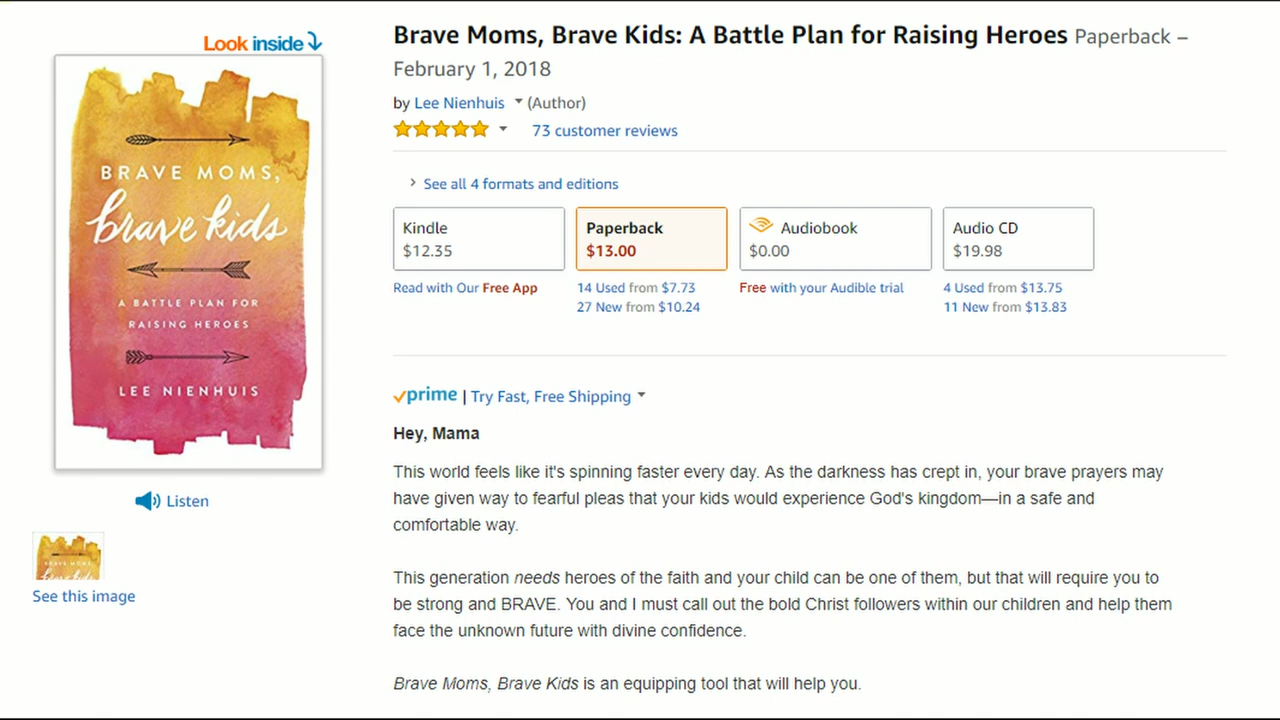 Look inside
BRAVE MOMS,
brave kids
A BATTLE PLAN FOR
RAISING HEROES
LEE NIENHUIS
Listen
BRAVE MOMS,
brave kids
See this image
Brave Moms, Brave Kids: A Battle Plan for Raising Heroes Paperback –
February 1, 2018
by Lee Nienhuis (Author)
73 customer reviews
See all 4 formats and editions
Kindle
$12.35
Read with Our Free App
Paperback
$13.00
14 Used from $7.73
27 New from $10.24
Audiobook
$0.00
Free with your Audible trial
Audio CD
$19.98
4 Used from $13.75
11 New from $13.83
prime | Try Fast, Free Shipping
Hey, Mama
This world feels like it's spinning faster every day. As the darkness has crept in, your brave prayers may
have given way to fearful pleas that your kids would experience God's kingdom—in a safe and
comfortable way.
This generation needs heroes of the faith and your child can be one of them, but that will require you to
be strong and BRAVE. You and I must call out the bold Christ followers within our children and help them
face the unknown future with divine confidence.
Brave Moms, Brave Kids is an equipping tool that will help you.